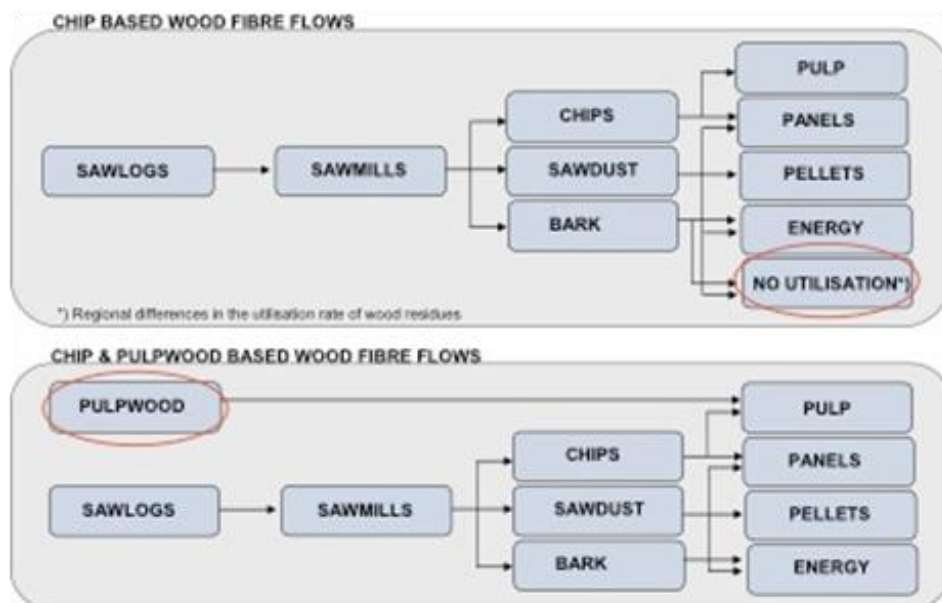 CHIP BASED WOOD FIBRE FLOWS
PULP
CHIPS
PANELS
SAWLOGS
SAWMILLS
SAWDUST
PELLETS
BARK
ENERGY
NO UTILISATION*)
*) Regional differences in the utilisation rate of wood residues
CHIP & PULPWOOD BASED WOOD FIBRE FLOWS
PULPWOOD
PULP
CHIPS
PANELS
SAWLOGS
SAWMILLS
SAWDUST
PELLETS
BARK
ENERGY